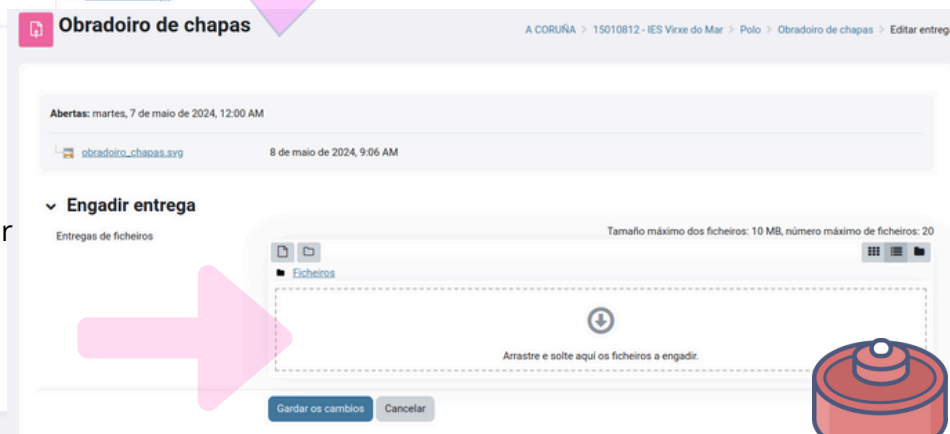 Obradoiro de chapas
A CORUÑA > 15010812 - IES Virxe do Mar > Polo > Obradoiro de chapas > Editar entrega
Abertas: martes, 7 de maio de 2024, 12:00 AM
obradoiro_chapas.svg 8 de maio de 2024, 9:06 AM
Engadir entrega
r
Entregas de ficheiros
Tamaño máximo dos ficheiros: 10 MB, número máximo de ficheiros: 20
Ficheiros
Arrastre e solte aquí os ficheiros a engadir.
Gardar os cambios Cancelar